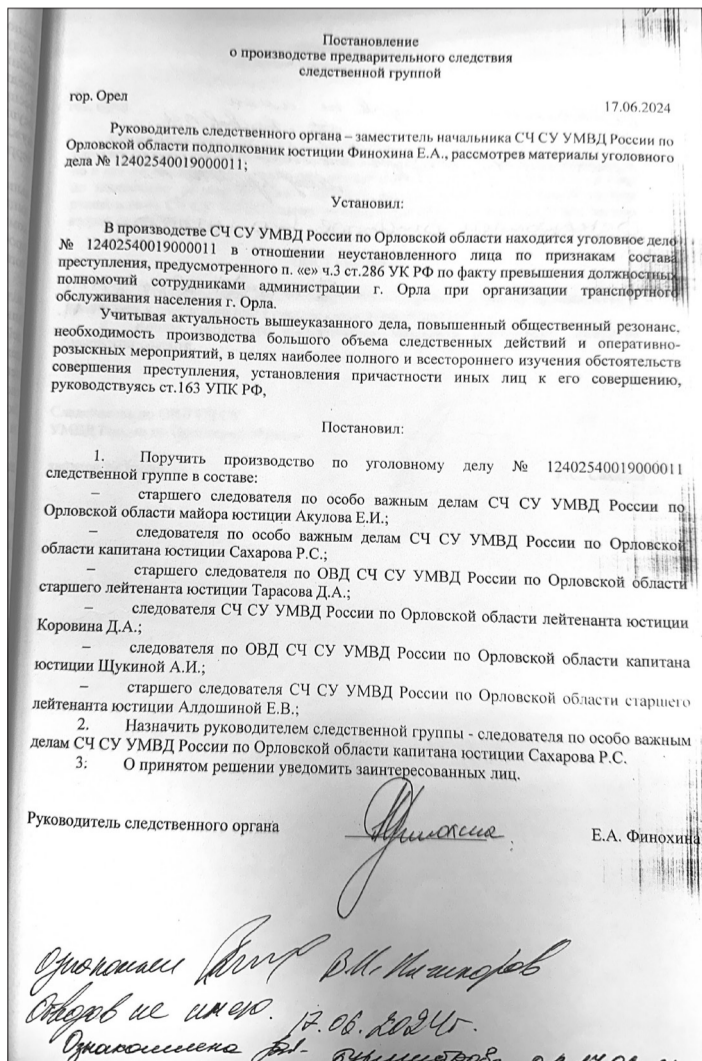 Постановление
о производстве предварительного следствия
следственной группой
гор. Орел
17.06.2024
Руководитель следственного органа – заместитель начальника СЧ СУ УМВД России по
Орловской области подполковник юстиции Финохина Е.А., рассмотрев материалы уголовного
дела № 12402540019000011;
Установил:
В производстве СЧ СУ УМВД России по Орловской области находится уголовное дело
№ 12402540019000011 в отношении неустановленного лица по признакам состава
преступления, предусмотренного п. «е» ч.3 ст.286 УК РФ по факту превышения должностных
полномочий сотрудниками администрации г. Орла при организации транспортного
обслуживания населения г. Орла.
Учитывая актуальность вышеуказанного дела, повышенный общественный резонанс,
необходимость производства большого объема следственных действий и оперативно-
розыскных мероприятий, в целях наиболее полного и всестороннего изучения обстоятельств
совершения преступления, установления причастности иных лиц к его совершению,
руководствуясь ст.163 УПК РФ,
Постановил:
1. Поручить производство по уголовному делу № 12402540019000011
следственной группе в составе:
– старшего следователя по особо важным делам СЧ СУ УМВД России по
Орловской области майора юстиции Акулова Е.И.;
– следователя по особо важным делам СЧ СУ УМВД России по Орловской
области капитана юстиции Сахарова Р.С.;
– старшего следователя по ОВД СЧ СУ УМВД России по Орловской области
старшего лейтенанта юстиции Тарасова Д.А.;
– следователя СЧ СУ УМВД России по Орловской области лейтенанта юстиции
Коровина Д.А.;
– следователя по ОВД СЧ СУ УМВД России по Орловской области капитана
юстиции Щукиной А.И.;
– старшего следователя СЧ СУ УМВД России по Орловской области старшего
лейтенанта юстиции Алдошиной Е.В.;
2. Назначить руководителем следственной группы - следователя по особо важным
делам СЧ СУ УМВД России по Орловской области капитана юстиции Сахарова Р.С.
3: О принятом решении уведомить заинтересованных лиц.
Руководитель следственного органа
Финохина
Е.А. Финохина
Ознакомлен В.М.
Отводов не имею. 17.06.2024г.
Ознакомлена